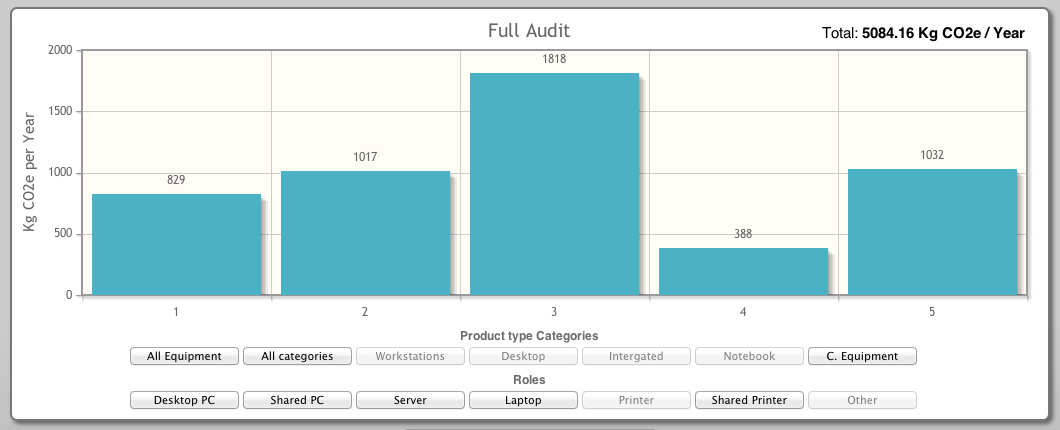 Full Audit
Total: 5084.16 Kg CO2e / Year
Kg CO2e per Year
2000
1500
1000
500
0
829
1017
1818
388
1032
1 2 3 4 5
Product type Categories
All Equipment All categories Workstations Desktop Intergated Notebook C. Equipment
Roles
Desktop PC Shared PC Server Laptop Printer Shared Printer Other